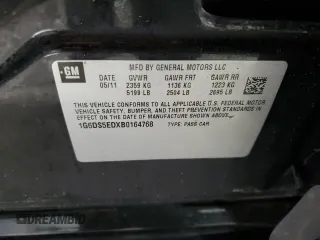 GM
MFD BY GENERAL MOTORS LLC
05/11 GVWR GAWR FRT GAWR RR
2359 KG 1136 KG 1223 KG
5199 LB 2504 LB 2695 LB
THIS VEHICLE CONFORMS TO ALL APPLICABLE U.S. FEDERAL MOTOR
VEHICLE SAFETY, BUMPER, AND THEFT PREVENTION STANDARDS IN
EFFECT ON THE DATE OF MANUFACTURE SHOWN ABOVE.
1G6DS5EDXB0164768 TYPE: PASS CAR
BIDFAX